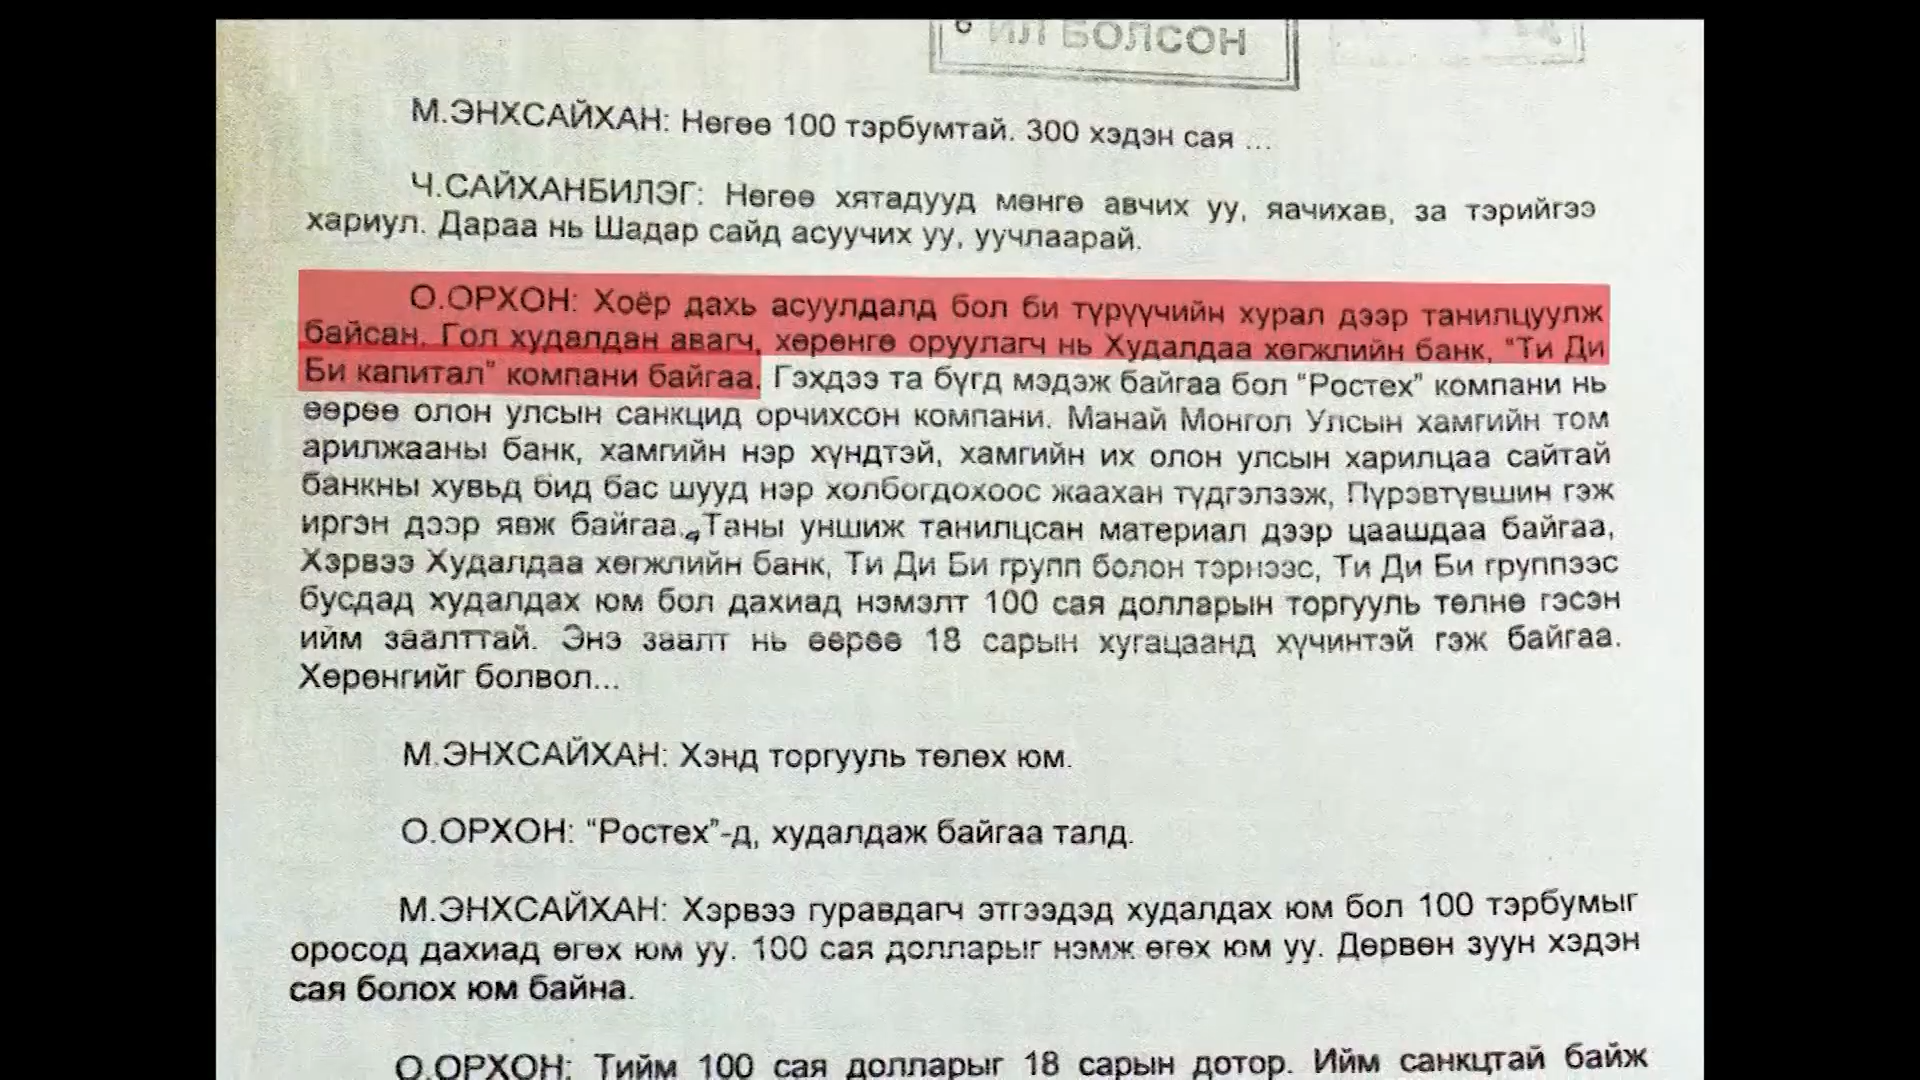 ИЛ БОЛСОН
М.ЭНХСАЙХАН: Нөгөө 100 тэрбумтай. 300 хэдэн сая ...
Ч.САЙХАНБИЛЭГ: Нөгөө хятадууд мөнгө авчих уу, яачихав, за тэрийгээ
хариул. Дараа нь Шадар сайд асуучих уу, уучлаарай.
О.ОРХОН: Хоёр дахь асуулдалд бол би түрүүчийн хурал дээр танилцуулж
байсан. Гол худалдан авагч, хөрөнгө оруулагч нь Худалдаа хөгжлийн банк, “Ти Ди
Би капитал” компани байгаа. Гэхдээ та бүгд мэдэж байгаа бол “Ростех” компани нь
өөрөө олон улсын санкцид орчихсон компани. Манай Монгол Улсын хамгийн том
арилжааны банк, хамгийн нэр хүндтэй, хамгийн их олон улсын харилцаа сайтай
банкны хувьд бид бас шууд нэр холбогдохоос жаахан түдгэлзэж, Пүрэвтүвшин гэж
иргэн дээр явж байгаа. Таны уншиж танилцсан материал дээр цаашдаа байгаа,
Хэрвээ Худалдаа хөгжлийн банк, Ти Ди Би групп болон тэрнээс, Ти Ди Би группээс
бусдад худалдах юм бол дахиад нэмэлт 100 сая долларын торгууль төлнө гэсэн
ийм заалттай. Энэ заалт нь өөрөө 18 сарын хугацаанд хүчинтэй гэж байгаа.
Хөрөнгийг болвол...
М.ЭНХСАЙХАН: Хэнд торгууль төлөх юм.
О.ОРХОН: “Ростех”-д, худалдаж байгаа талд.
М.ЭНХСАЙХАН: Хэрвээ гуравдагч этгээдэд худалдах юм бол 100 тэрбумыг
оросод дахиад өгөх юм уу. 100 сая долларыг нэмж өгөх юм уу. Дөрвөн зуун хэдэн
сая болох юм байна.
О.ОРХОН: Тийм 100 сая долларыг 18 сарын дотор. Ийм санкцтай байж